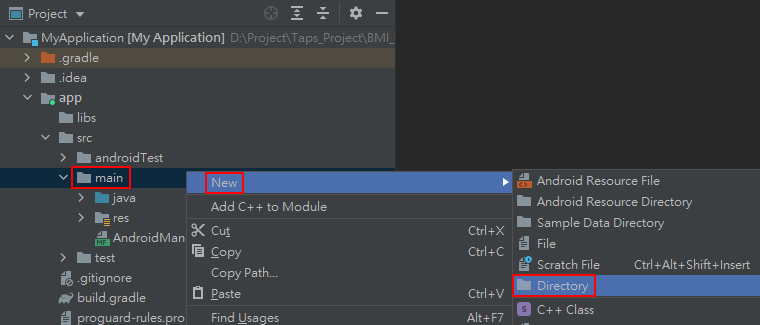 Project
MyApplication [My Application] D:\Project\Taps_Project\BMI_
.gradle
.idea
app
libs
src
androidTest
main
java
res
AndroidMan
test
.gitignore
build.gradle
proguard-rules.pro
New
Add C++ to Module
Cut Ctrl+X
Copy Ctrl+C
Copy Path...
Paste Ctrl+V
Find Usages Alt+F7
Android Resource File
Android Resource Directory
Sample Data Directory
File
Scratch File Ctrl+Alt+Shift+Insert
Directory
C++ Class